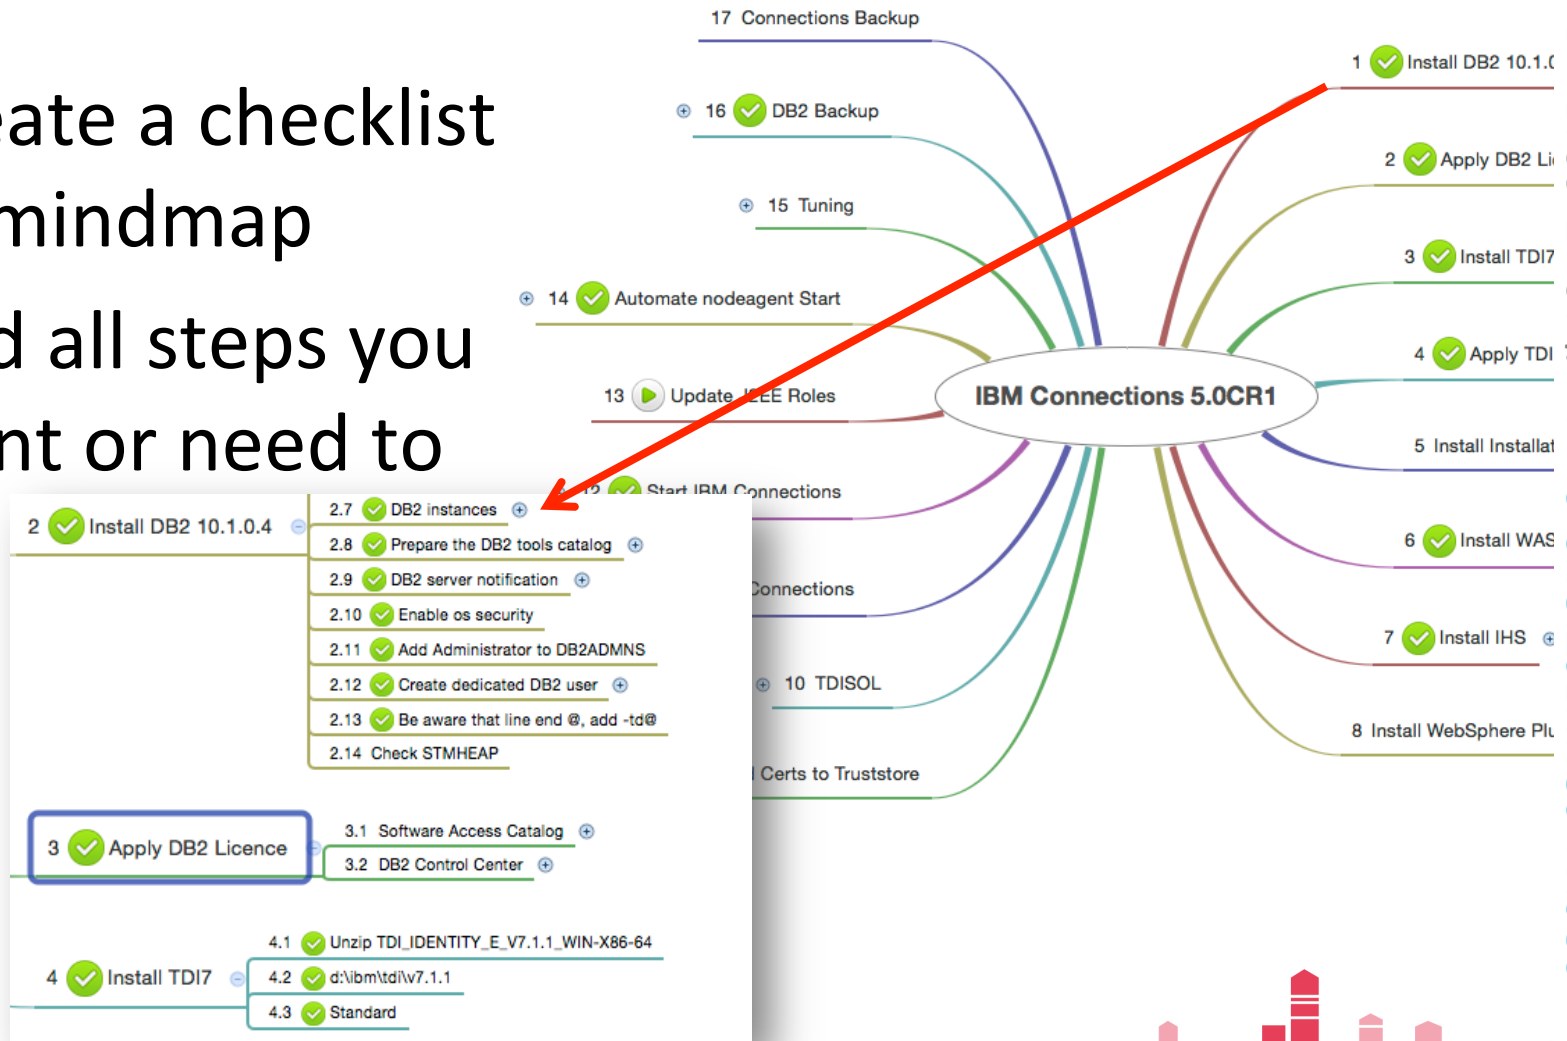 eate a checklist
mindmap
d all steps you
nt or need to
17 Connections Backup
16 DB2 Backup
15 Tuning
14 Automate nodeagent Start
13 Update J2EE Roles
12 Start IBM Connections
Connections
10 TDISOL
Certs to Truststore
IBM Connections 5.0CR1
1 Install DB2 10.1.0
2 Apply DB2 Li
3 Install TDI7
4 Apply TDI
5 Install Installat
6 Install WAS
7 Install IHS
8 Install WebSphere Plu
2 Install DB2 10.1.0.4
2.7 DB2 instances
2.8 Prepare the DB2 tools catalog
2.9 DB2 server notification
2.10 Enable os security
2.11 Add Administrator to DB2ADMNS
2.12 Create dedicated DB2 user
2.13 Be aware that line end @, add -td@
2.14 Check STMHEAP
3 Apply DB2 Licence
3.1 Software Access Catalog
3.2 DB2 Control Center
4 Install TDI7
4.1 Unzip TDI_IDENTITY_E_V7.1.1_WIN-X86-64
4.2 d:\ibm\tdi\v7.1.1
4.3 Standard